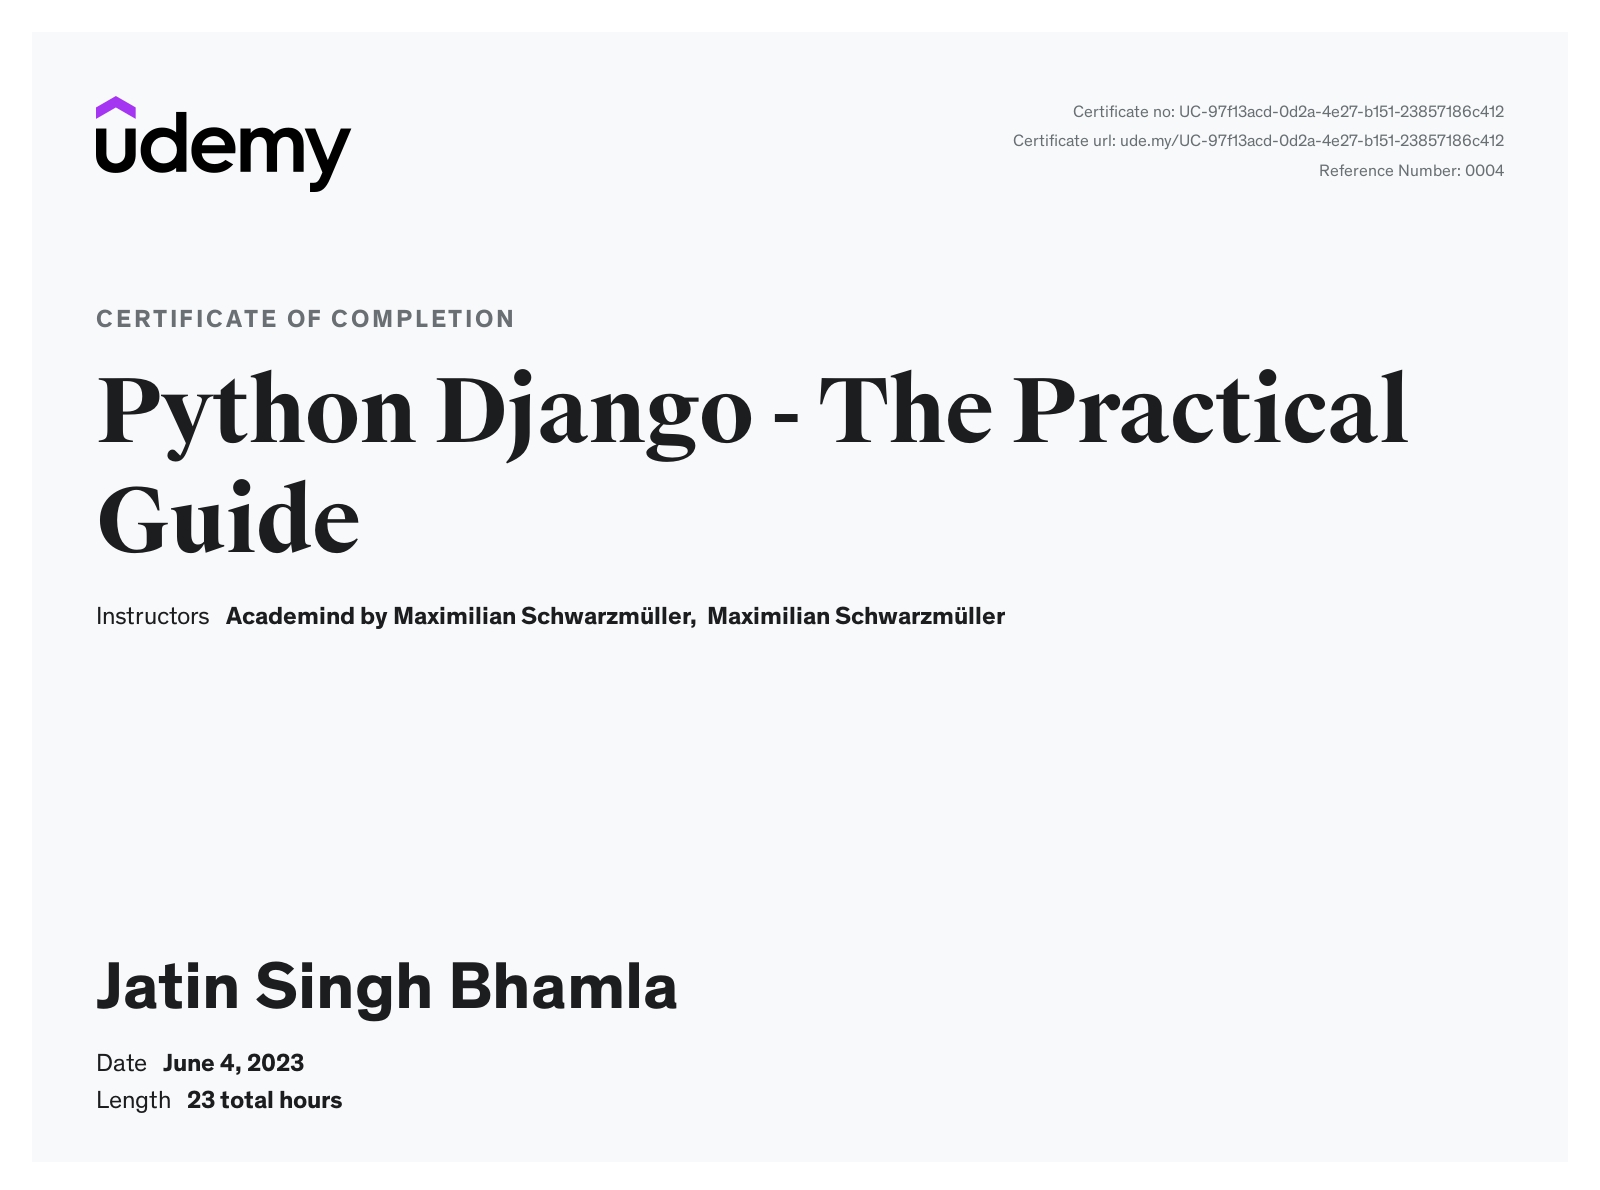 udemy
Certificate no: UC-97f13acd-0d2a-4e27-b151-23857186c412
Certificate url: ude.my/UC-97f13acd-0d2a-4e27-b151-23857186c412
Reference Number: 0004
CERTIFICATE OF COMPLETION
Python Django - The Practical
Guide
Instructors Academind by Maximilian Schwarzmüller, Maximilian Schwarzmüller
Jatin Singh Bhamla
Date June 4, 2023
Length 23 total hours